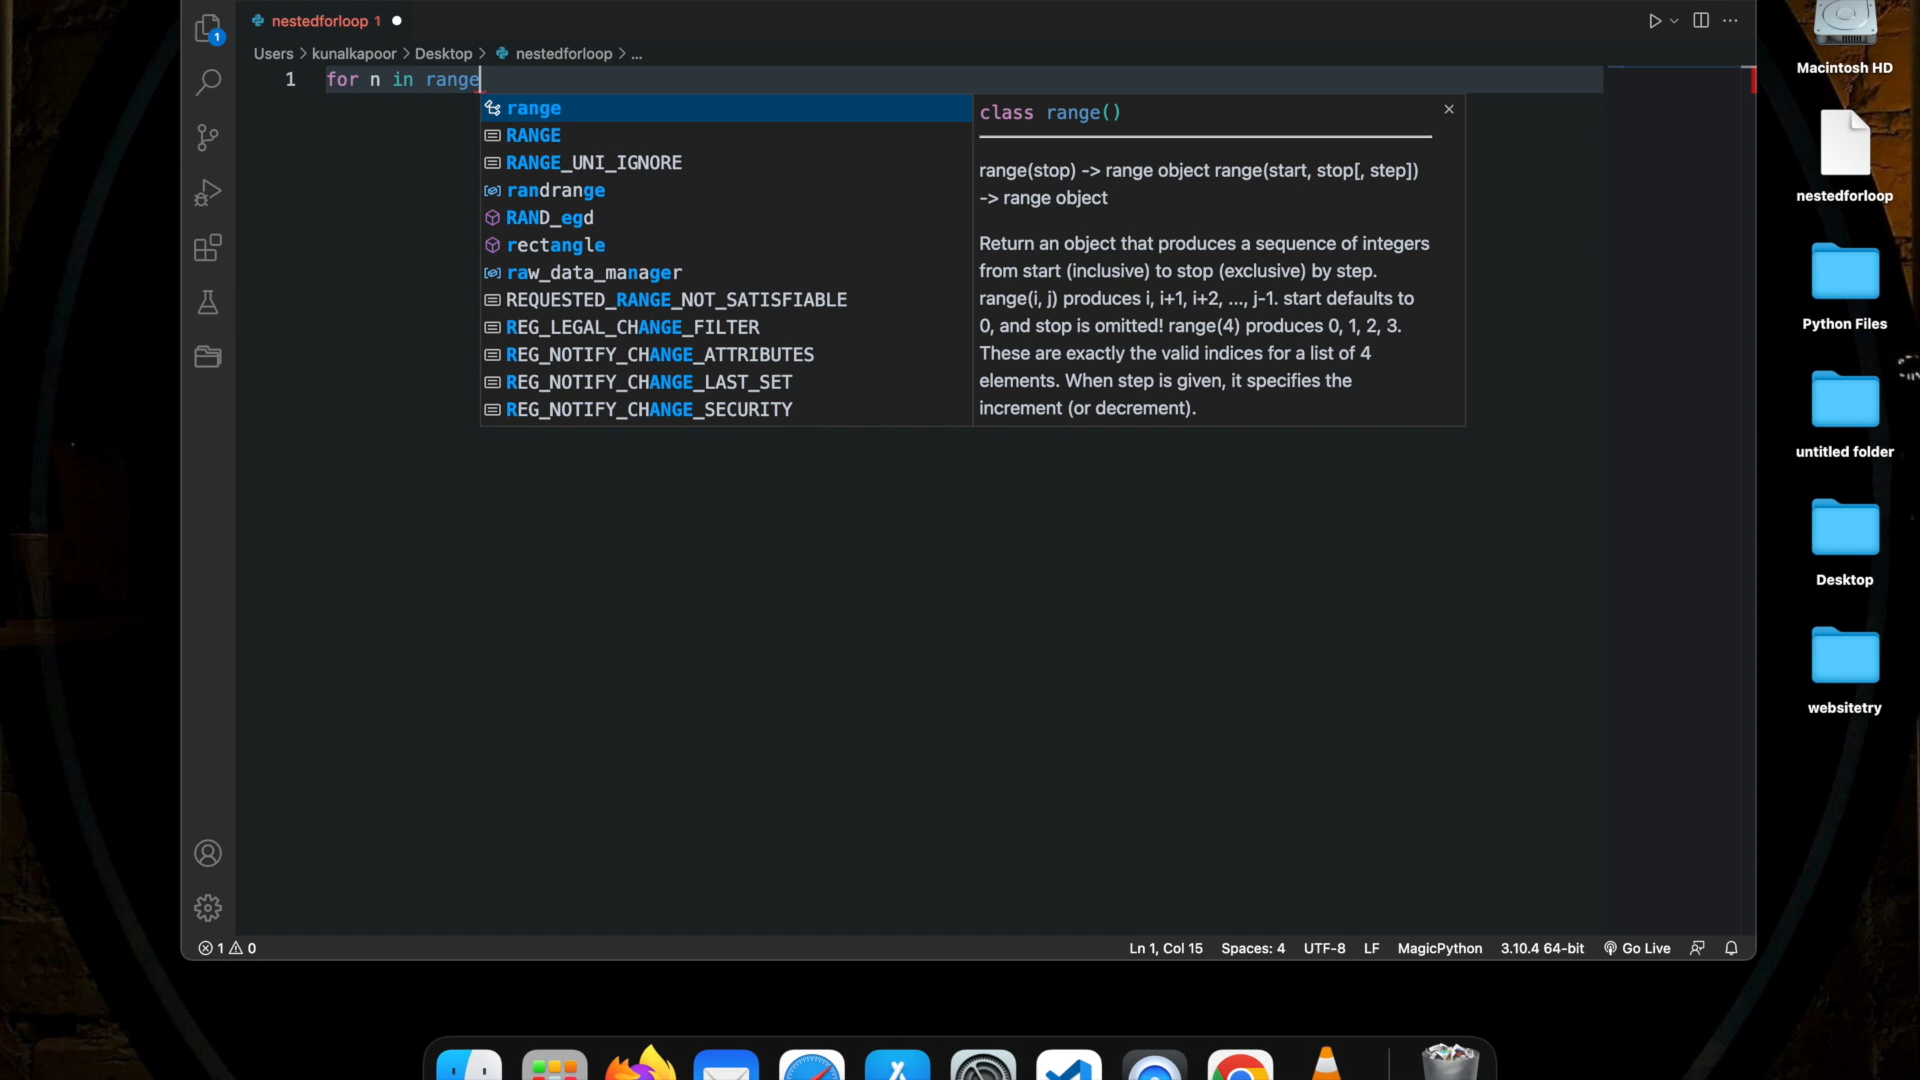 1
nestedforloop 1
Users > kunalkapoor > Desktop > nestedforloop > ...
1 for n in range
range
RANGE
RANGE_UNI_IGNORE
randrange
RAND_egd
rectangle
raw_data_manager
REQUESTED_RANGE_NOT_SATISFIABLE
REG_LEGAL_CHANGE_FILTER
REG_NOTIFY_CHANGE_ATTRIBUTES
REG_NOTIFY_CHANGE_LAST_SET
REG_NOTIFY_CHANGE_SECURITY
class range()
range(stop) -> range object range(start, stop[, step])
-> range object
Return an object that produces a sequence of integers
from start (inclusive) to stop (exclusive) by step.
range(i, j) produces i, i+1, i+2, ..., j-1. start defaults to
0, and stop is omitted! range(4) produces 0, 1, 2, 3.
These are exactly the valid indices for a list of 4
elements. When step is given, it specifies the
increment (or decrement).
1 0
Ln 1, Col 15 Spaces: 4 UTF-8 LF MagicPython 3.10.4 64-bit Go Live
Macintosh HD
nestedforloop
Python Files
untitled folder
Desktop
websitetry